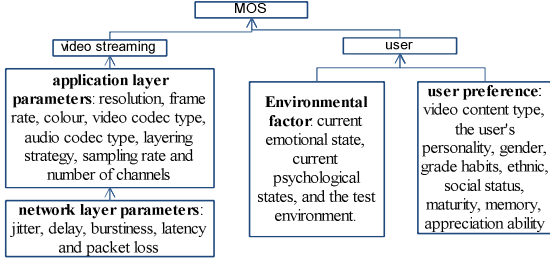 MOS
video streaming
user
application layer
parameters: resolution, frame
rate, colour, video codec type,
audio codec type, layering
strategy, sampling rate and
number of channels
network layer parameters:
jitter, delay, burstiness, latency
and packet loss
Environmental
factor: current
emotional state,
current
psychological
states, and the test
environment.
user preference:
video content type,
the user's
personality, gender,
grade habits, ethnic,
social status,
maturity, memory,
appreciation ability